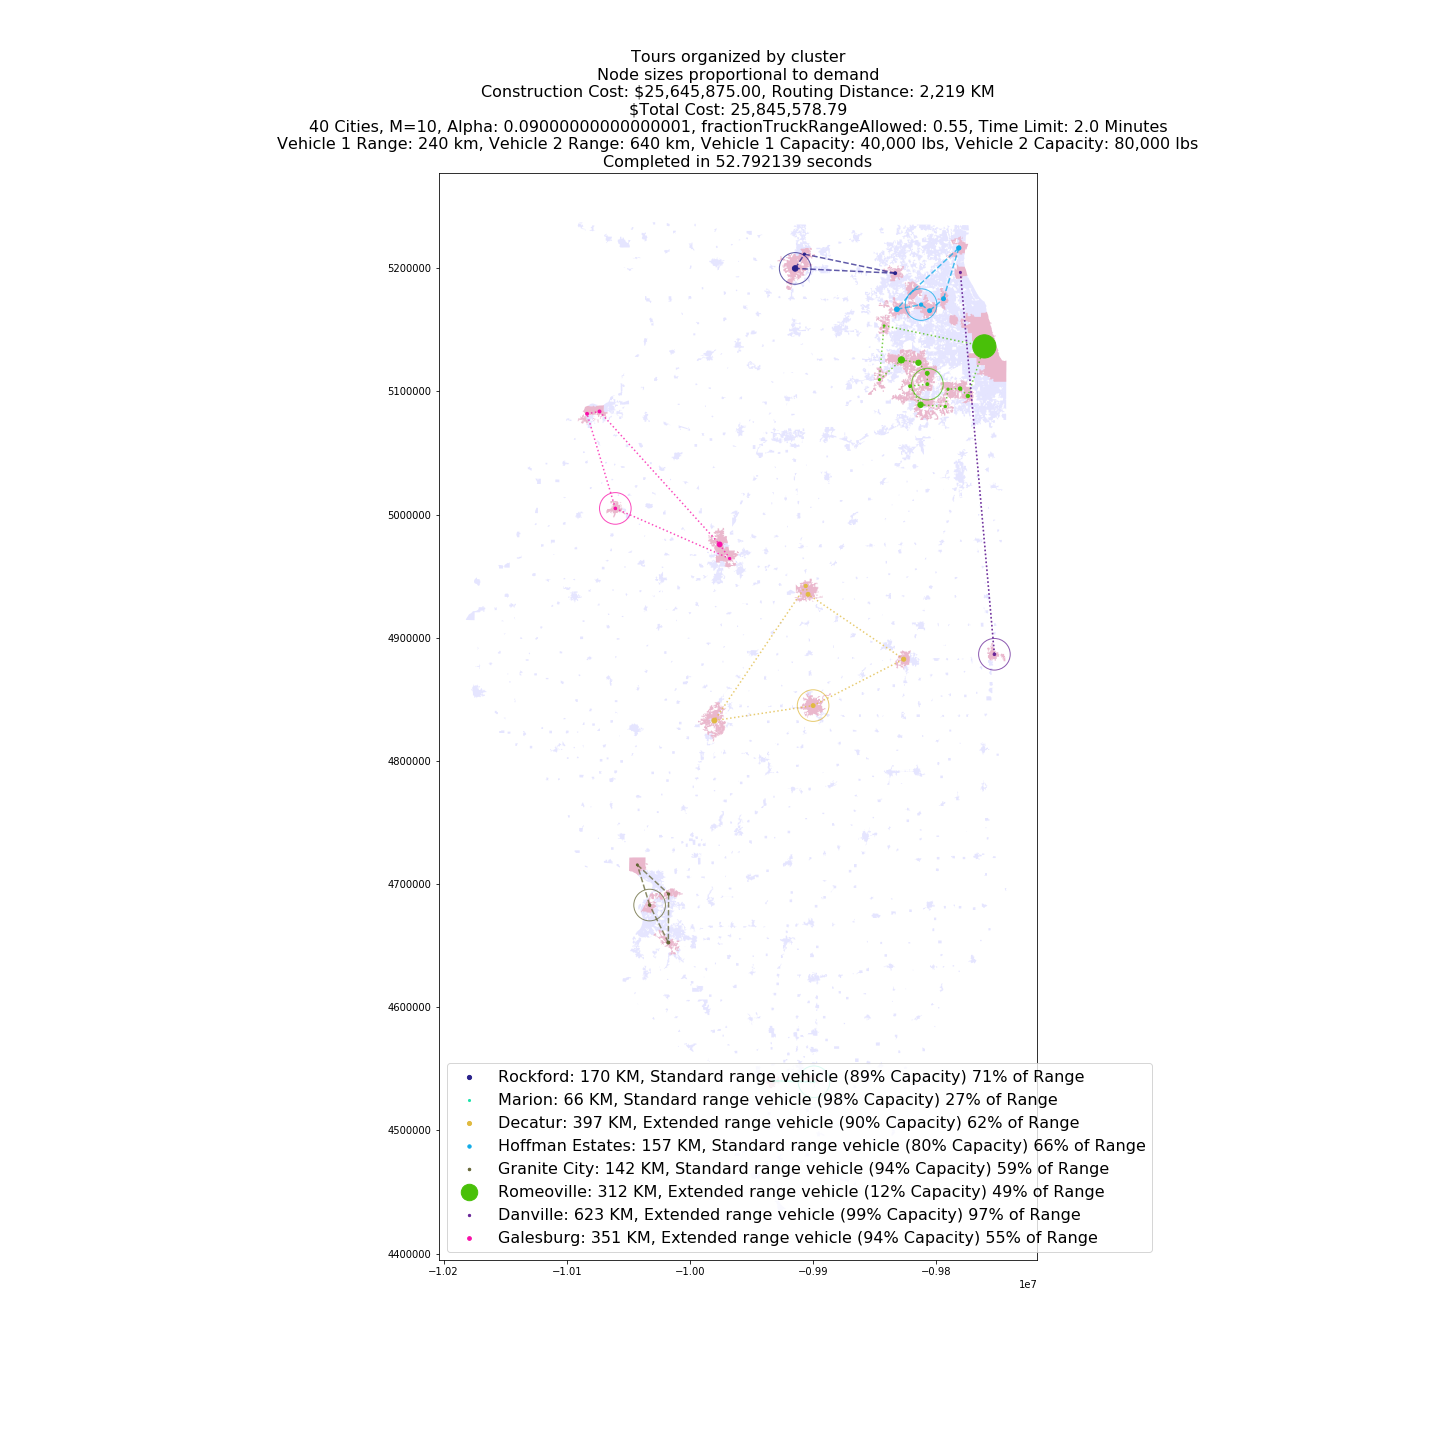 Tours organized by cluster
Node sizes proportional to demand
Construction Cost: $25,645,875.00, Routing Distance: 2,219 KM
$Total Cost: 25,845,578.79
40 Cities, M=10, Alpha: 0.09000000000000001, fractionTruckRangeAllowed: 0.55, Time Limit: 2.0 Minutes
Vehicle 1 Range: 240 km, Vehicle 2 Range: 640 km, Vehicle 1 Capacity: 40,000 lbs, Vehicle 2 Capacity: 80,000 lbs
Completed in 52.792139 seconds
5200000
5100000
5000000
4900000
4800000
4700000
4600000
4500000
4400000
Rockford: 170 KM, Standard range vehicle (89% Capacity) 71% of Range
Marion: 66 KM, Standard range vehicle (98% Capacity) 27% of Range
Decatur: 397 KM, Extended range vehicle (90% Capacity) 62% of Range
Hoffman Estates: 157 KM, Standard range vehicle (80% Capacity) 66% of Range
Granite City: 142 KM, Standard range vehicle (94% Capacity) 59% of Range
Romeoville: 312 KM, Extended range vehicle (12% Capacity) 49% of Range
Danville: 623 KM, Extended range vehicle (99% Capacity) 97% of Range
Galesburg: 351 KM, Extended range vehicle (94% Capacity) 55% of Range
−1.02 −1.01 −1.00 −0.99 −0.98
1e7